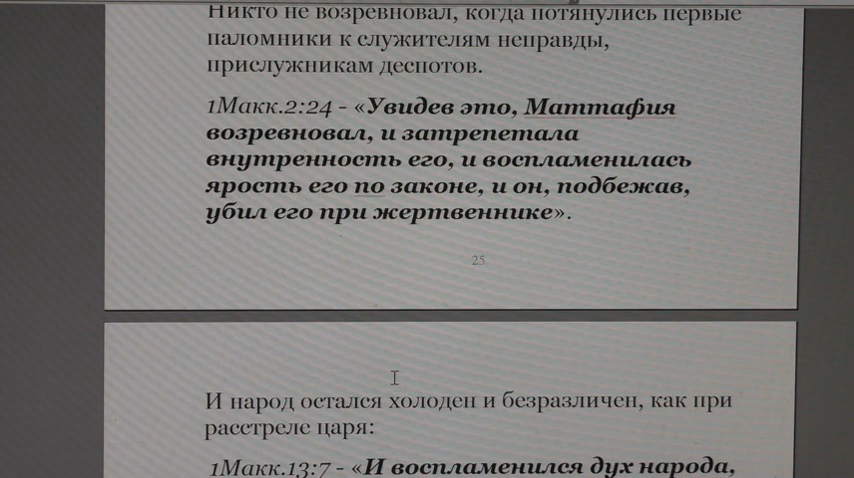 Никто не возревновал, когда потянулись первые
паломники к служителям неправды,
прислужникам деспотов.
1Макк.2:24 - «Увидев это, Маттафия
возревновал, и затрепетала
внутренность его, и воспламенилась
ярость его по законе, и он, подбежав,
убил его при жертвеннике».
25
И народ остался холоден и безразличен, как при
расстреле царя:
1Макк.13:7 - «И воспламенился дух народа,